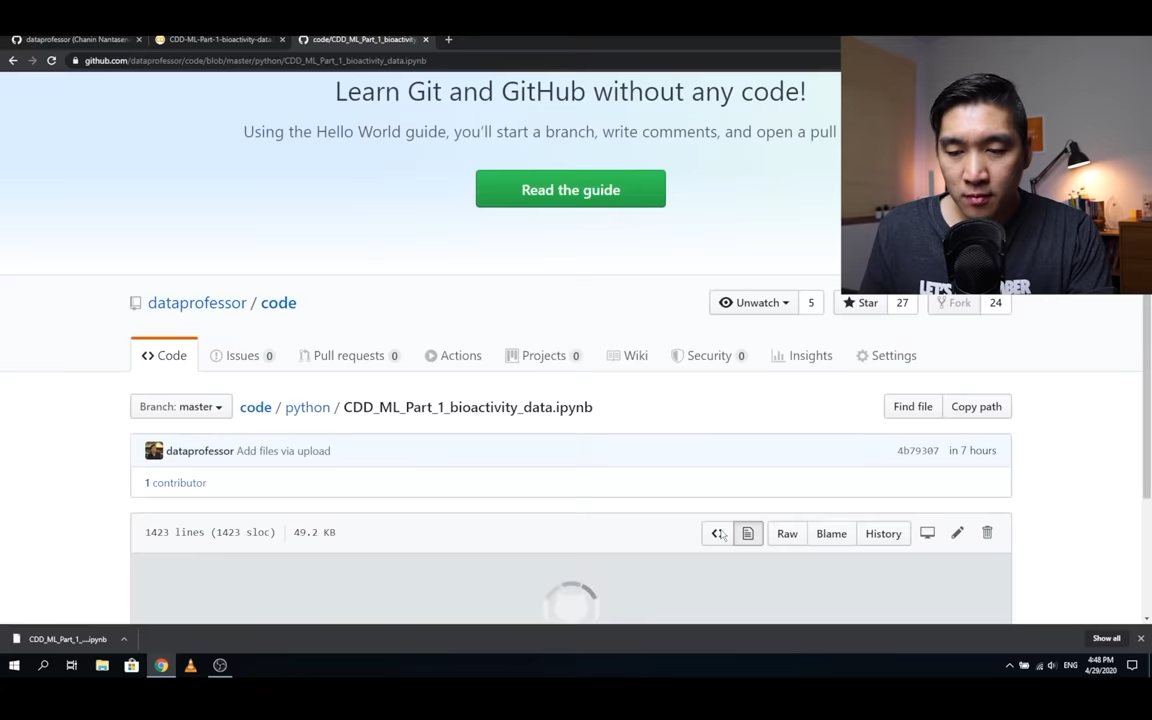 dataprofessor (Chanin Nantasen
CDD-ML-Part-1-bioactivity-data.
code/CDD_ML_Part_1_bioactivity
github.com/dataprofessor/code/blob/master/python/CDD_ML_Part_1_bioactivity_data.ipynb
Learn Git and GitHub without any code!
Using the Hello World guide, you’ll start a branch, write comments, and open a pull
Read the guide
LET'S
dataprofessor / code
Unwatch 5
Star 27
Fork 24
Code
Issues 0
Pull requests 0
Actions
Projects 0
Wiki
Security 0
Insights
Settings
Branch: master
code / python / CDD_ML_Part_1_bioactivity_data.ipynb
Find file
Copy path
dataprofessor Add files via upload
4b79307 in 7 hours
1 contributor
1423 lines (1423 sloc) 49.2 KB
Raw
Blame
History
CDD_ML_Part_1_....ipynb
Show all
ENG
4:48 PM
4/29/2020